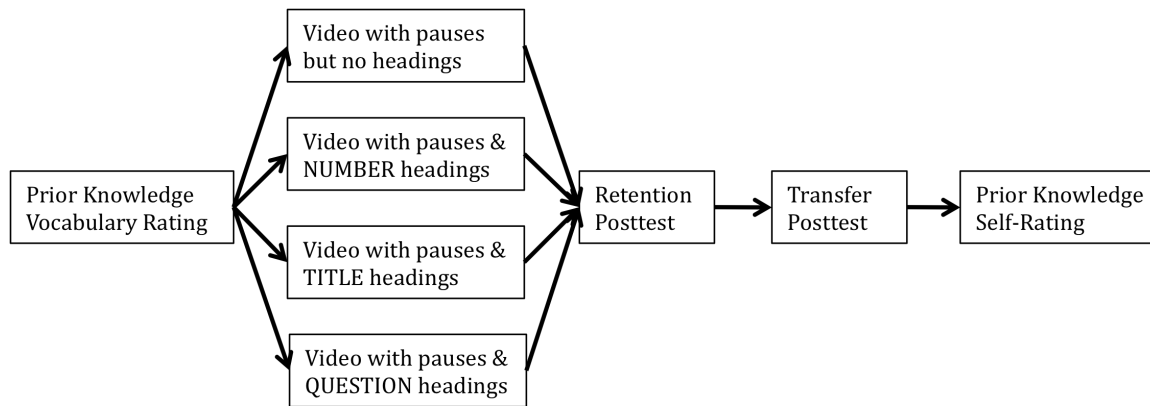 Prior Knowledge
Vocabulary Rating
Video with pauses
but no headings
Video with pauses &
NUMBER headings
Video with pauses &
TITLE headings
Video with pauses &
QUESTION headings
Retention
Posttest
Transfer
Posttest
Prior Knowledge
Self-Rating